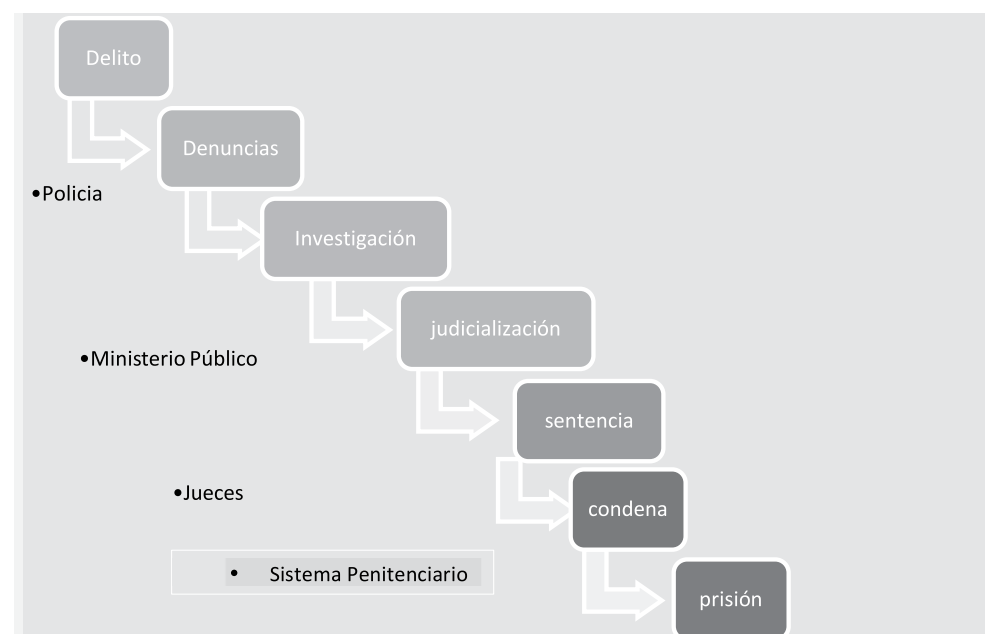 Delito
Denuncias
•Policia
Investigación
judicialización
•Ministerio Público
sentencia
•Jueces
condena
• Sistema Penitenciario
prisión